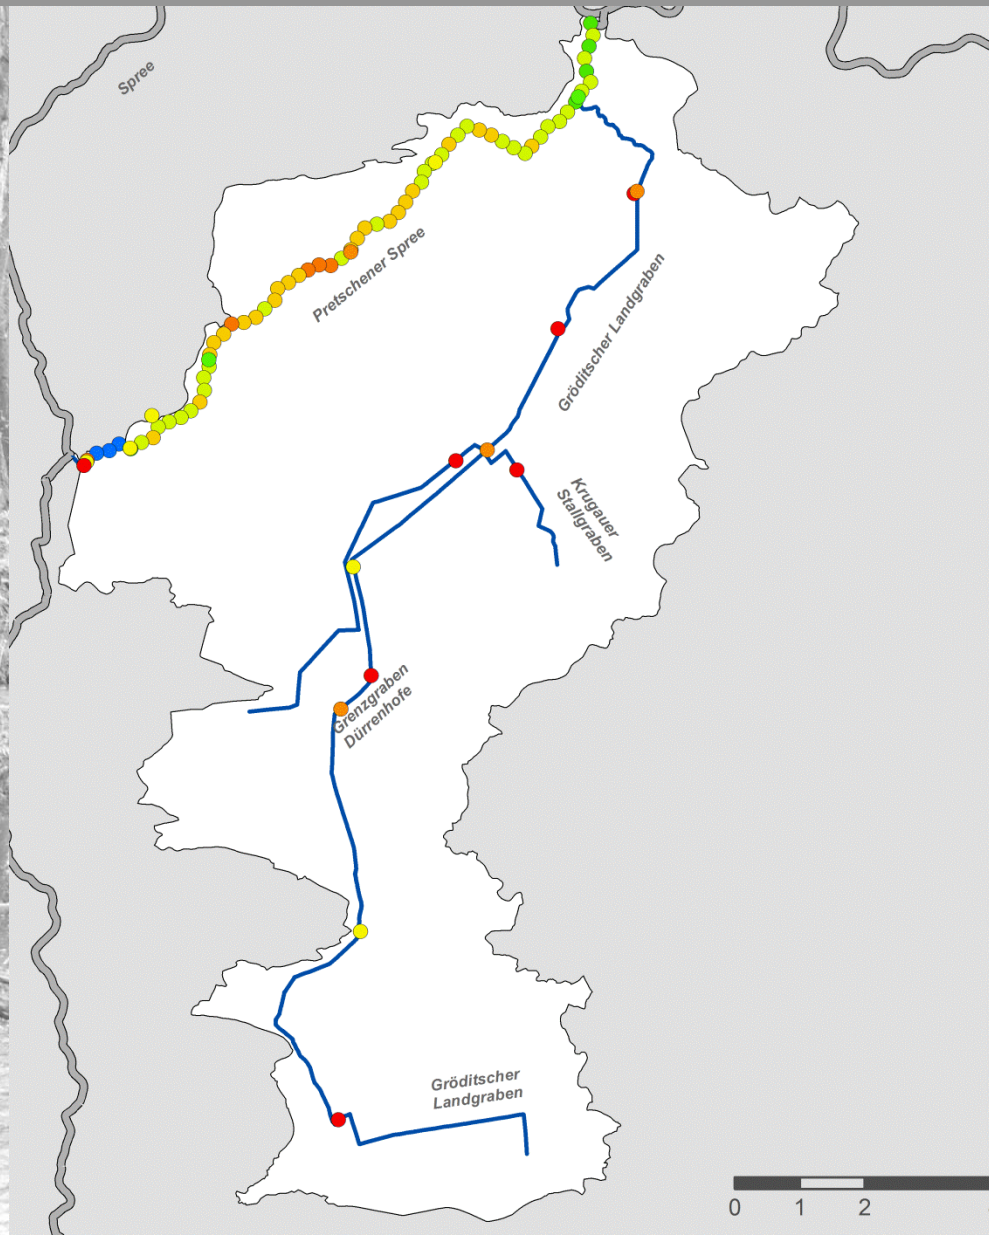 Spree
Pretschener Spree
Gröditscher Landgraben
Krugauer
Stallgraben
Grenzgraben
Dürrenhofe
Gröditscher
Landgraben
0 1 2